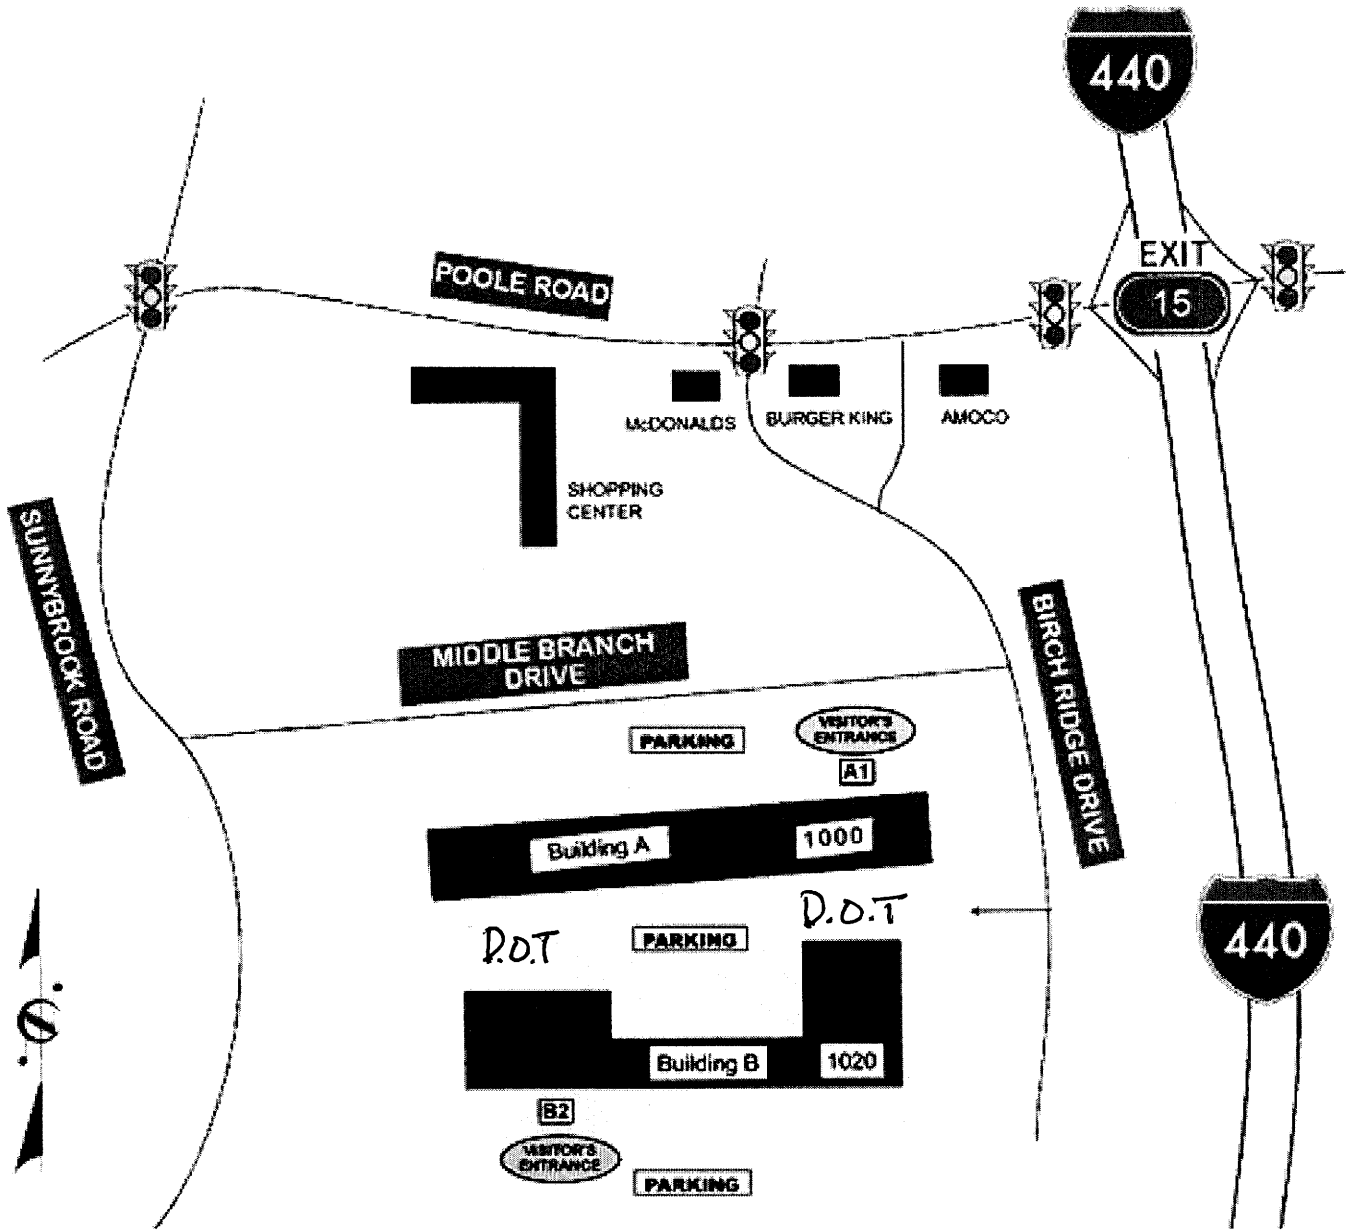 440
EXIT
15
POOLE ROAD
McDONALDS
BURGER KING
AMOCO
SHOPPING
CENTER
SUNNYBROOK ROAD
MIDDLE BRANCH
DRIVE
BIRCH RIDGE DRIVE
PARKING
VISITOR'S
ENTRANCE
A1
Building A
1000
D.O.T
D.O.T
PARKING
440
Building B
1020
B2
VISITOR'S
ENTRANCE
PARKING